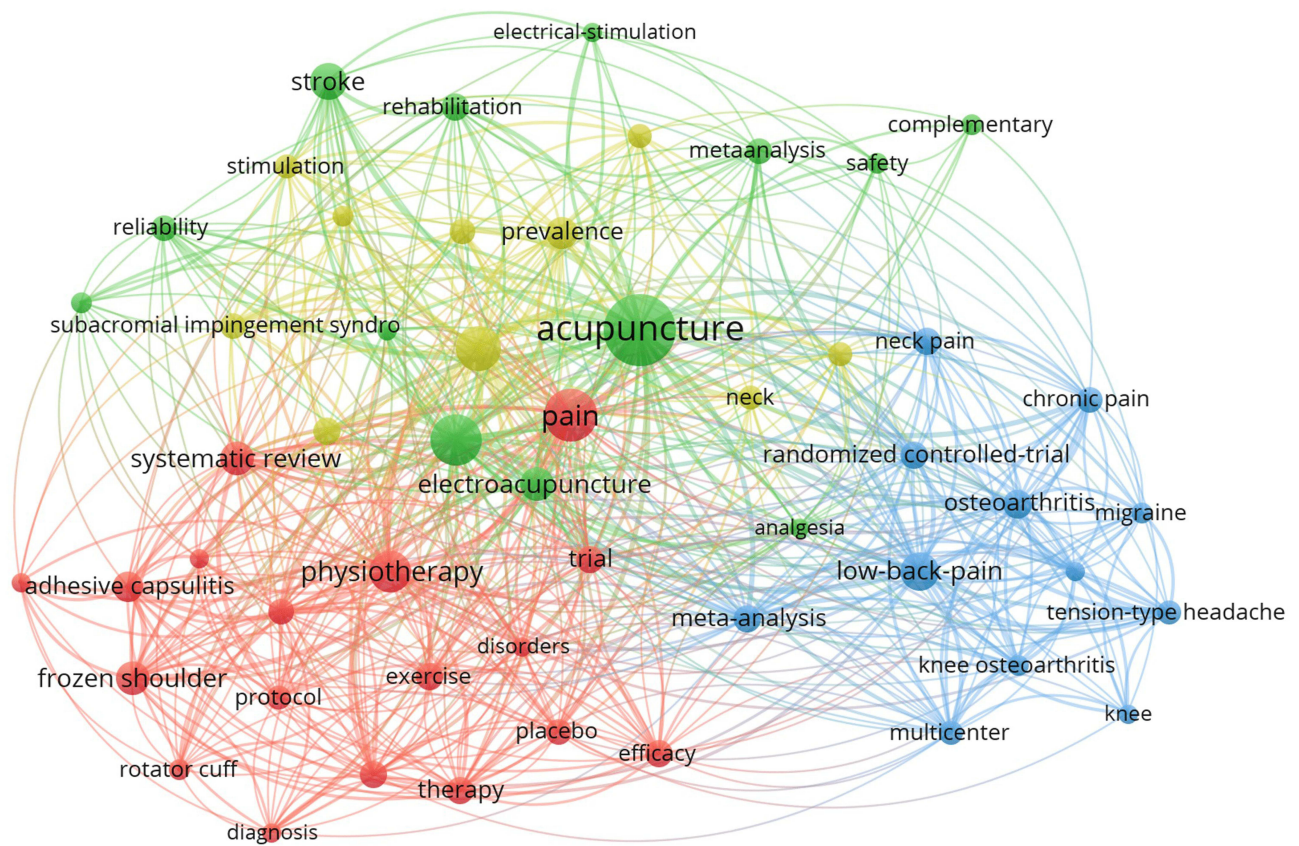 electrical-stimulation
stroke
rehabilitation
complementary
metaanalysis
safety
stimulation
reliability
prevalence
subacromial impingement syndro
acupuncture
neck pain
neck
chronic pain
pain
systematic review
randomized controlled-trial
electroacupuncture
osteoarthritis
migraine
analgesia
trial
physiotherapy
low-back-pain
adhesive capsulitis
tension-type headache
meta-analysis
disorders
knee osteoarthritis
exercise
frozen shoulder
protocol
knee
placebo
multicenter
efficacy
rotator cuff
therapy
diagnosis